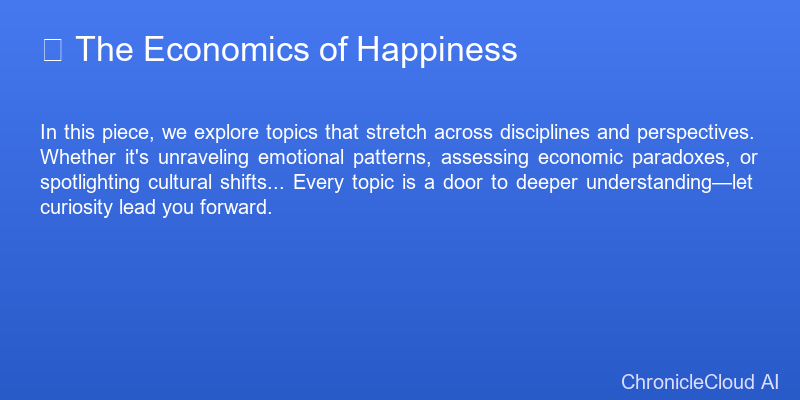 The Economics of Happiness
In this piece, we explore topics that stretch across disciplines and perspectives.
Whether it's unraveling emotional patterns, assessing economic paradoxes, or
spotlighting cultural shifts... Every topic is a door to deeper understanding—let
curiosity lead you forward.
ChronicleCloud AI